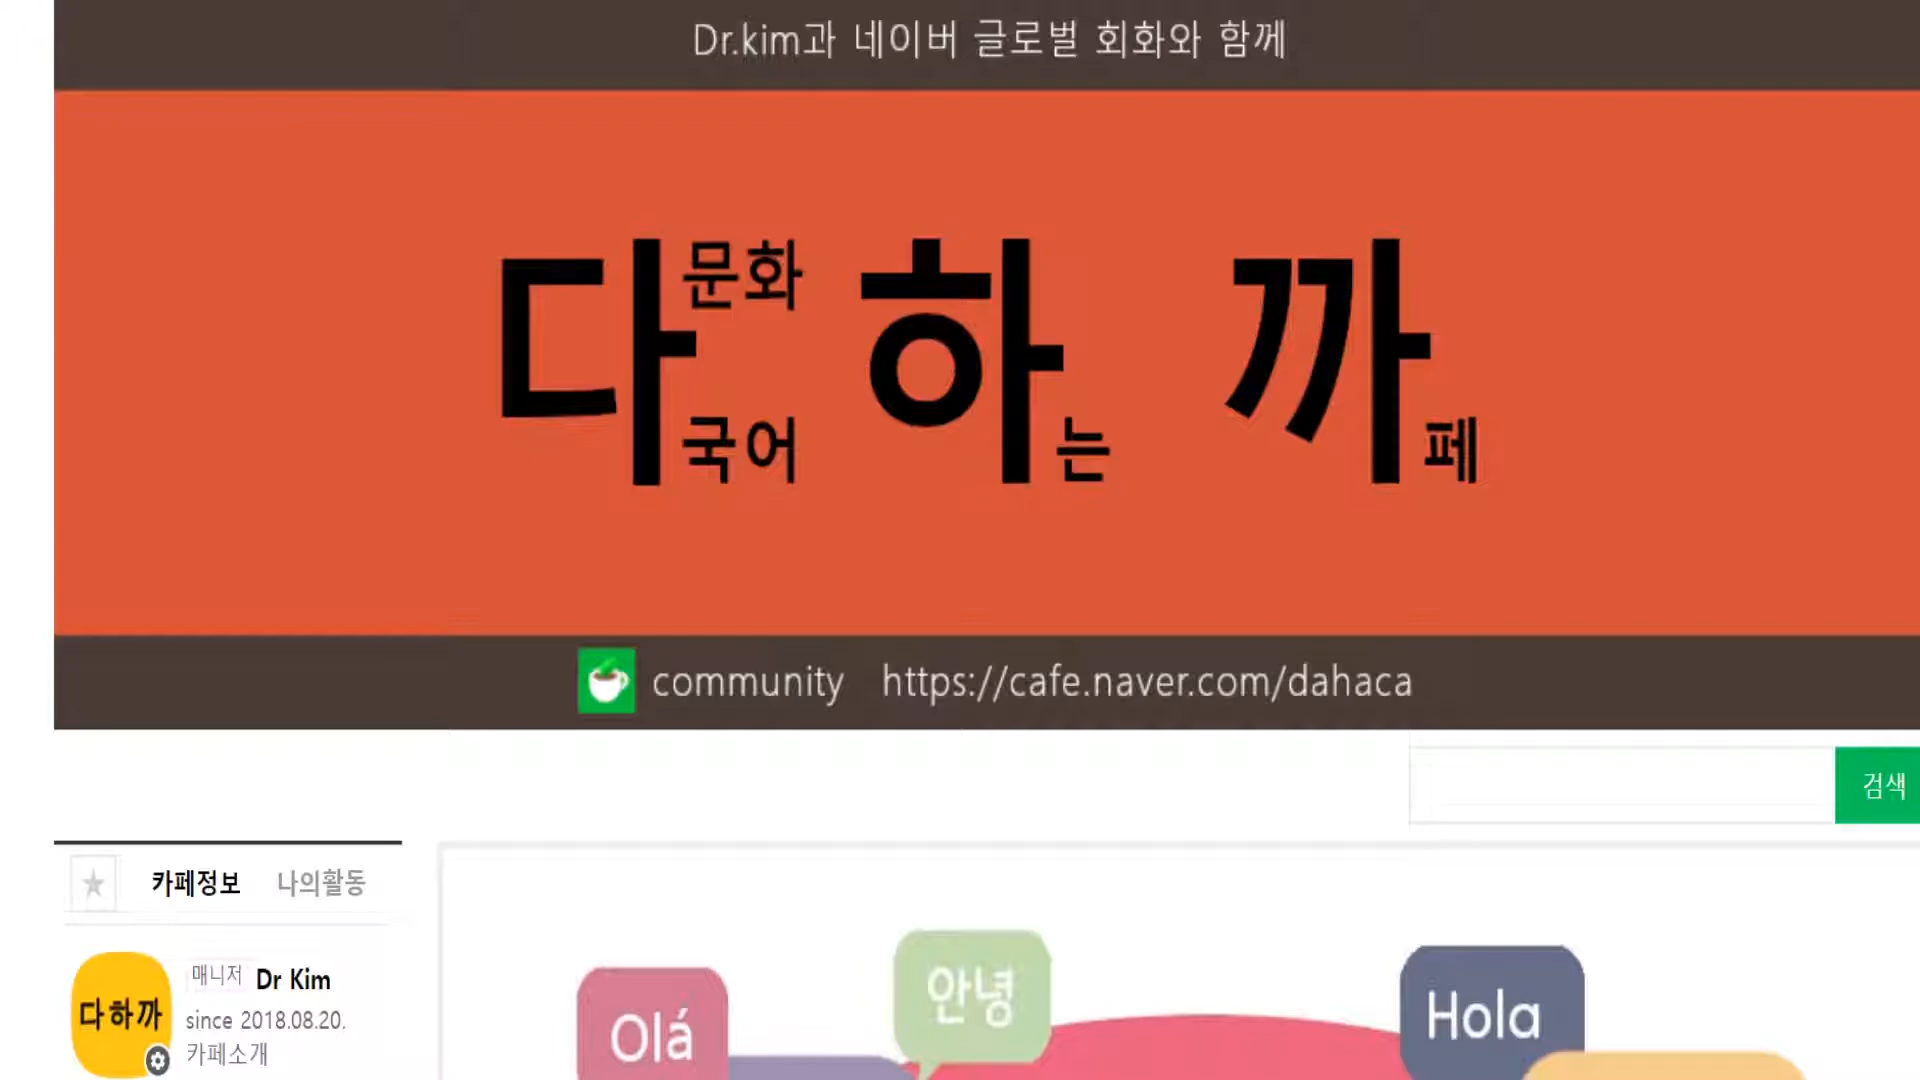 Dr.kim과 네이버 글로벌 회화와 함께
다문화 하 까
국어 는 페
community https://cafe.naver.com/dahaca
검색
카페정보 나의활동
매니저 Dr Kim
다하까
since 2018.08.20.
카페소개
안녕
Hola
Olá